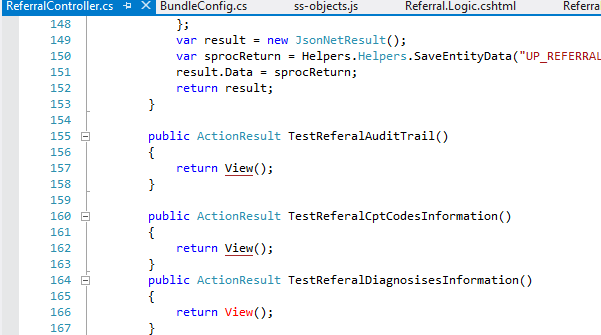 ReferralController.cs BundleConfig.cs ss-objects.js Referral.Logic.cshtml Referra
148 };
149 var result = new JsonNetResult();
150 var sprocReturn = Helpers.Helpers.SaveEntityData("UP_REFERRAL
151 result.Data = sprocReturn;
152 return result;
153 }
154
155 public ActionResult TestReferalAuditTrail()
156 {
157 return View();
158 }
159
160 public ActionResult TestReferalCptCodesInformation()
161 {
162 return View();
163 }
164 public ActionResult TestReferalDiagnosisesInformation()
165 {
166 return View();
167 }